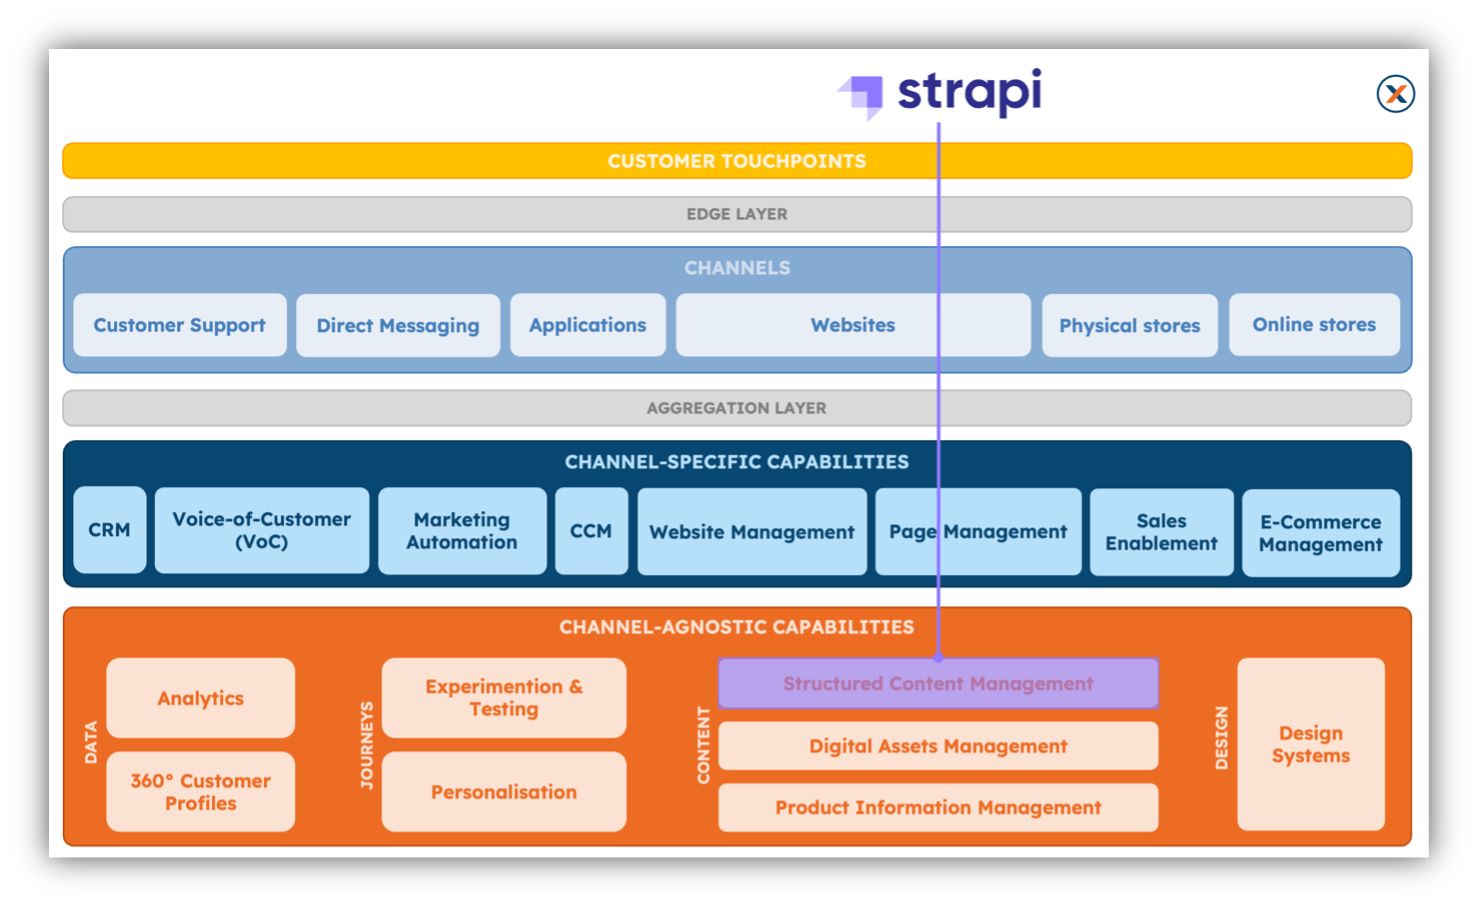 strapi
CUSTOMER TOUCHPOINTS
EDGE LAYER
CHANNELS
Customer Support
Direct Messaging
Applications
Websites
Physical stores
Online stores
AGGREGATION LAYER
CHANNEL-SPECIFIC CAPABILITIES
CRM
Voice-of-Customer
(VoC)
Marketing
Automation
CCM
Website Management
Page Management
Sales
Enablement
E-Commerce
Management
CHANNEL-AGNOSTIC CAPABILITIES
DATA
Analytics
360° Customer
Profiles
JOURNEYS
Experimention &
Testing
Personalisation
CONTENT
Structured Content Management
Digital Assets Management
Product Information Management
DESIGN
Design
Systems